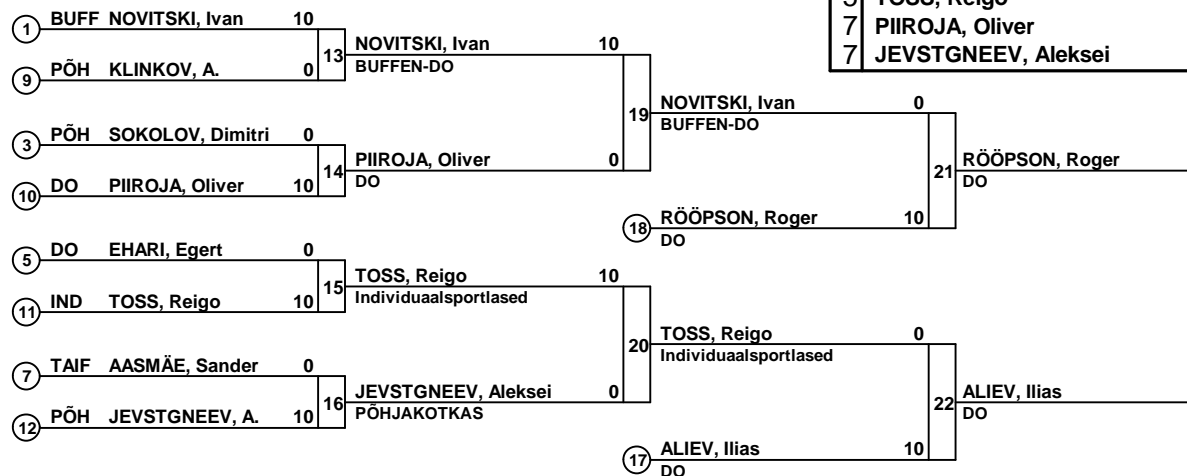 5 TOSS, Reigo
7 PIIROJA, Oliver
7 JEVSTGNEEV, Aleksei
1 BUFF NOVITSKI, Ivan 10
9 PÕH KLINKOV, A. 0
13 NOVITSKI, Ivan 10
BUFFEN-DO
3 PÕH SOKOLOV, Dimitri 0
10 DO PIIROJA, Oliver 10
14 PIIROJA, Oliver 0
DO
19 NOVITSKI, Ivan 0
BUFFEN-DO
18 RÖÖPSON, Roger 10
DO
21 RÖÖPSON, Roger
DO
5 DO EHARI, Egert 0
11 IND TOSS, Reigo 10
15 TOSS, Reigo 10
Individuaalsportlased
7 TAIF AASMÄE, Sander 0
12 PÕH JEVSTGNEEV, A. 10
16 JEVSTGNEEV, Aleksei 0
PÕHJAKOTKAS
20 TOSS, Reigo 0
Individuaalsportlased
17 ALIEV, Ilias 10
DO
22 ALIEV, Ilias
DO